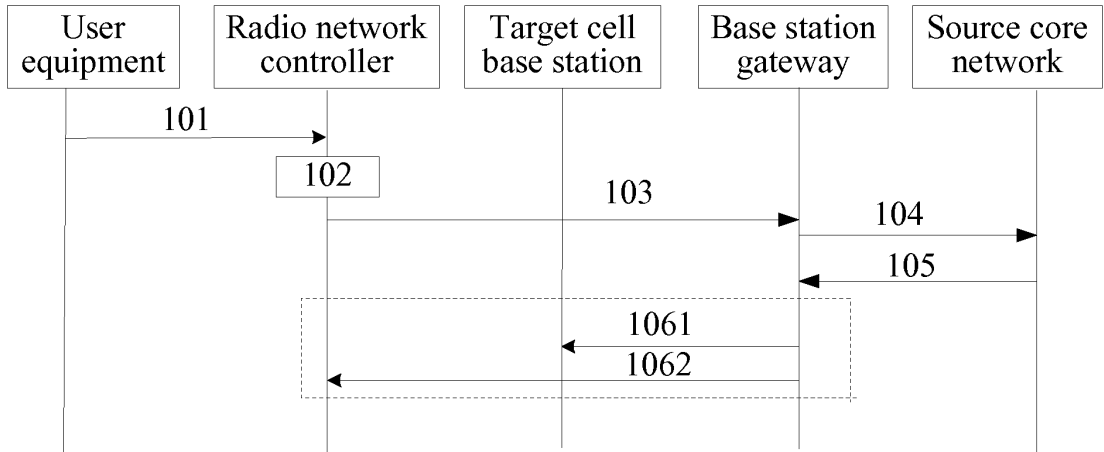 User
equipment
Radio network
controller
Target cell
base station
Base station
gateway
Source core
network
101
102
103
104
105
1061
1062